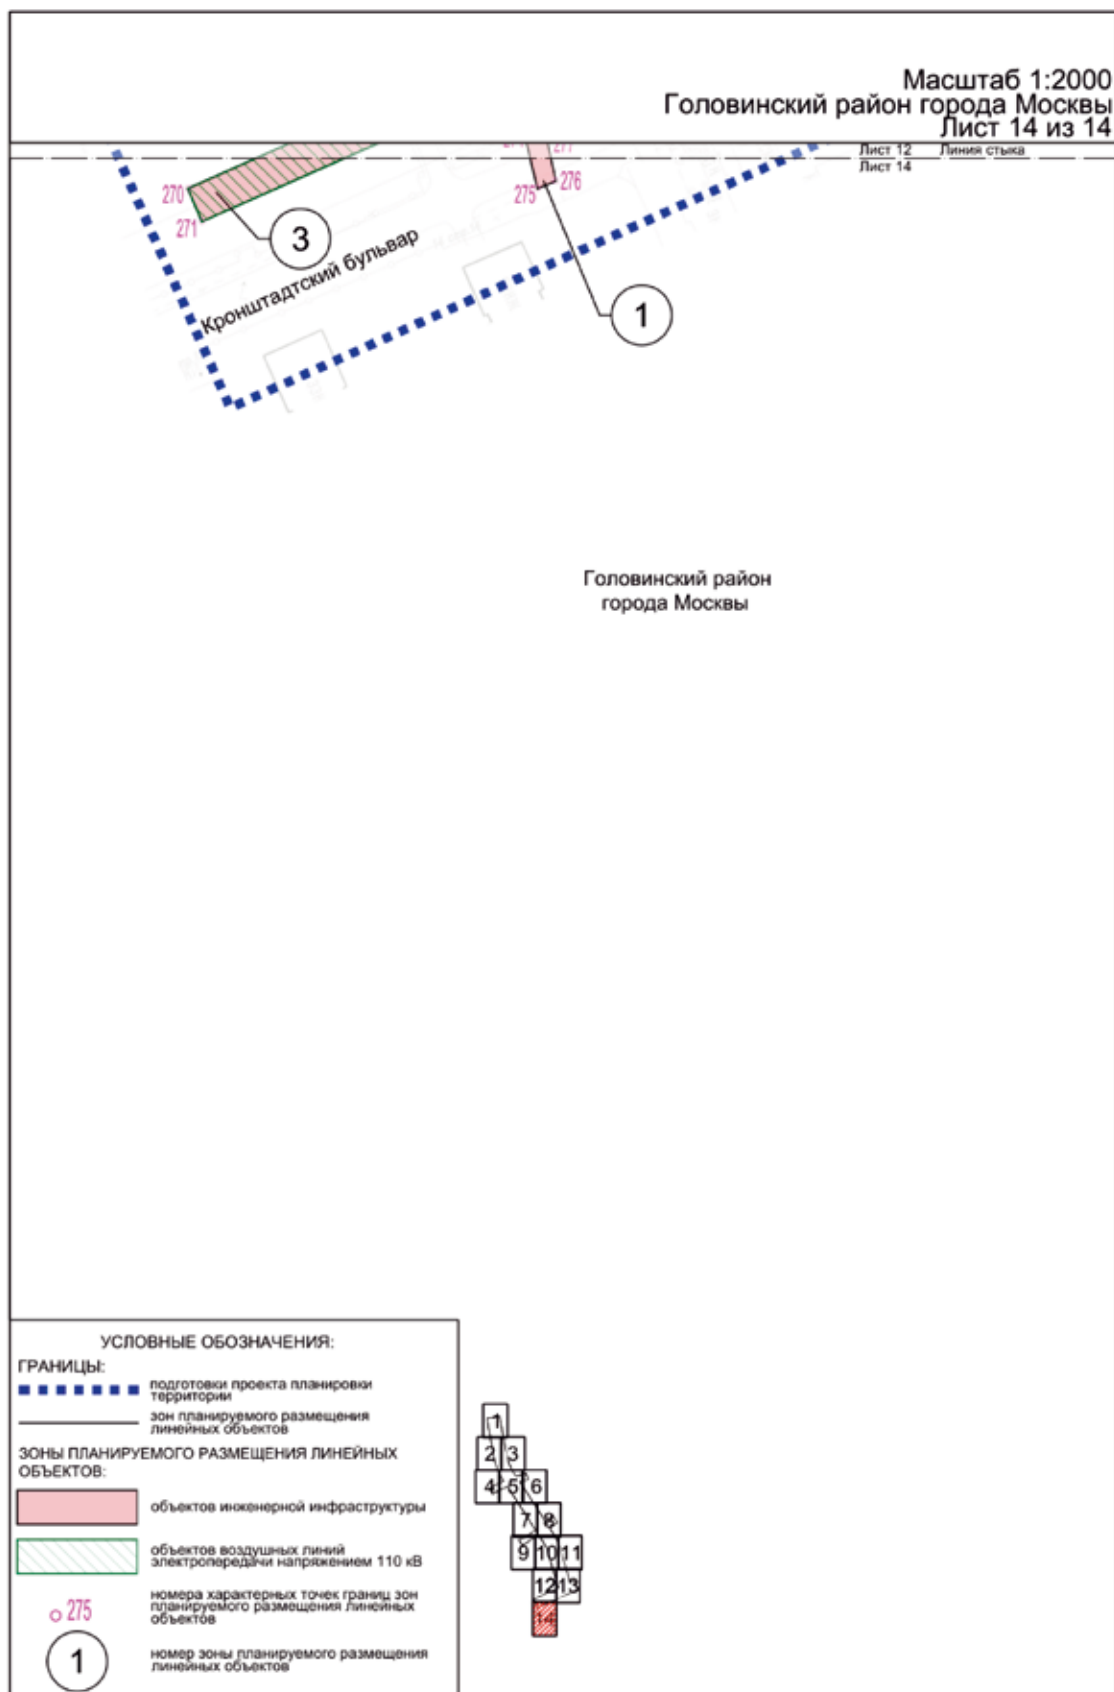 Масштаб 1:2000
Головинский район города Москвы
Лист 14 из 14
Лист 12 Линия стыка
Лист 14
270
271
3
275
276
277
1
Кронштадтский бульвар
Головинский район
города Москвы
УСЛОВНЫЕ ОБОЗНАЧЕНИЯ:
ГРАНИЦЫ:
подготовки проекта планировки
территории
зон планируемого размещения
линейных объектов
ЗОНЫ ПЛАНИРУЕМОГО РАЗМЕЩЕНИЯ ЛИНЕЙНЫХ
ОБЪЕКТОВ:
объектов инженерной инфраструктуры
объектов воздушных линий
электропередачи напряжением 110 кВ
275
номера характерных точек границ зон
планируемого размещения линейных
объектов
1
номер зоны планируемого размещения
линейных объектов
1
2 3
4 5 6
7 8
9 10 11
12 13
14